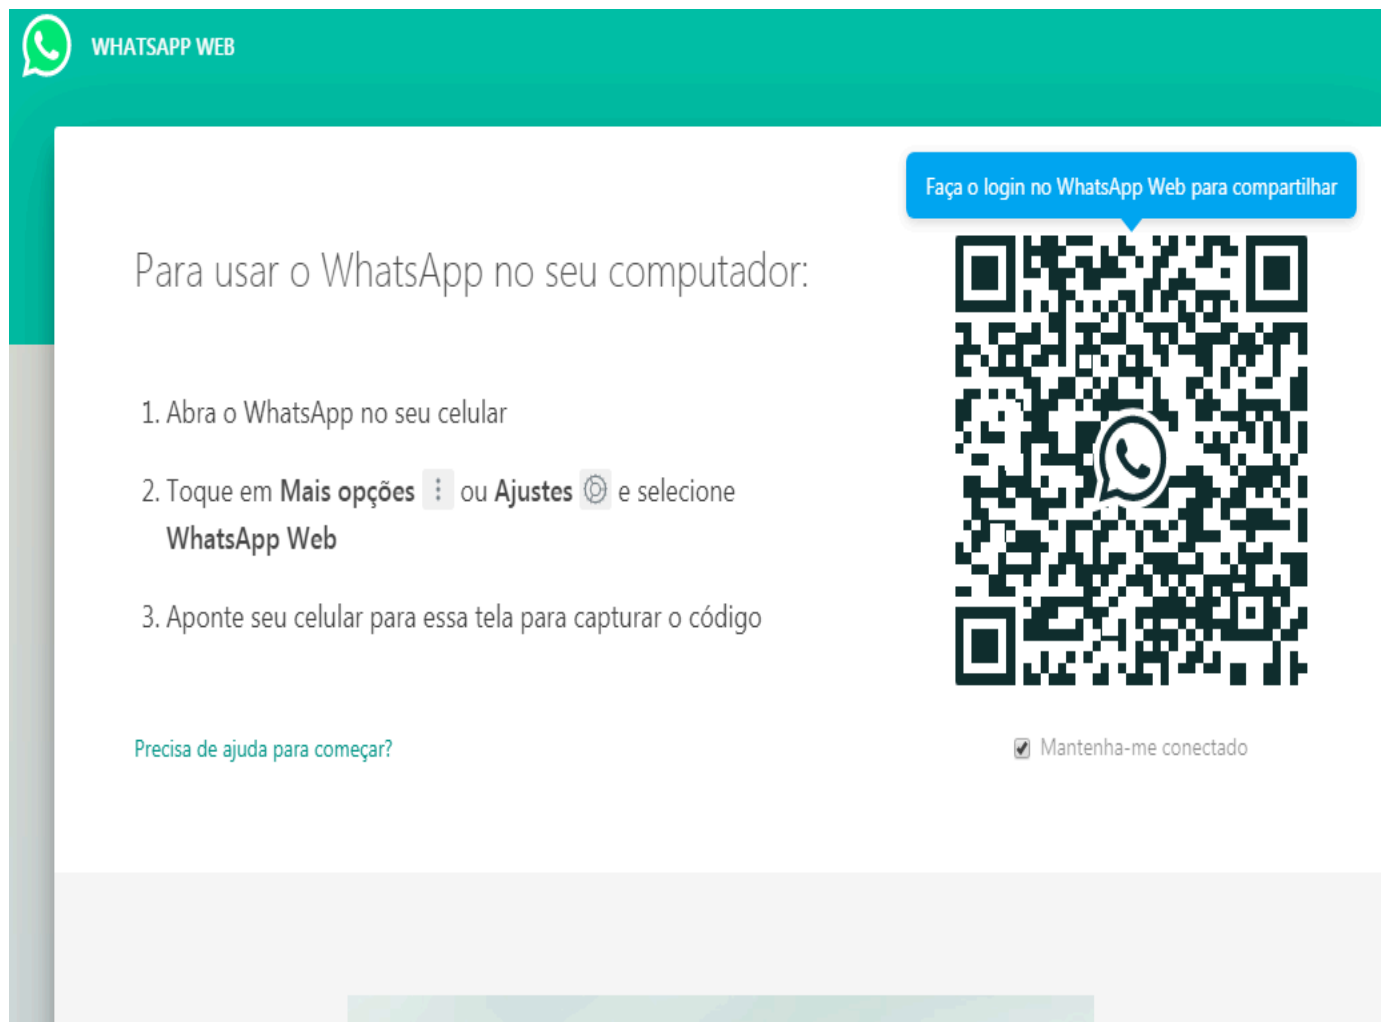 WHATSAPP WEB
Faça o login no WhatsApp Web para compartilhar
Para usar o WhatsApp no seu computador:
1. Abra o WhatsApp no seu celular
2. Toque em Mais opções ou Ajustes e selecione
WhatsApp Web
3. Aponte seu celular para essa tela para capturar o código
Precisa de ajuda para começar?
Mantenha-me conectado